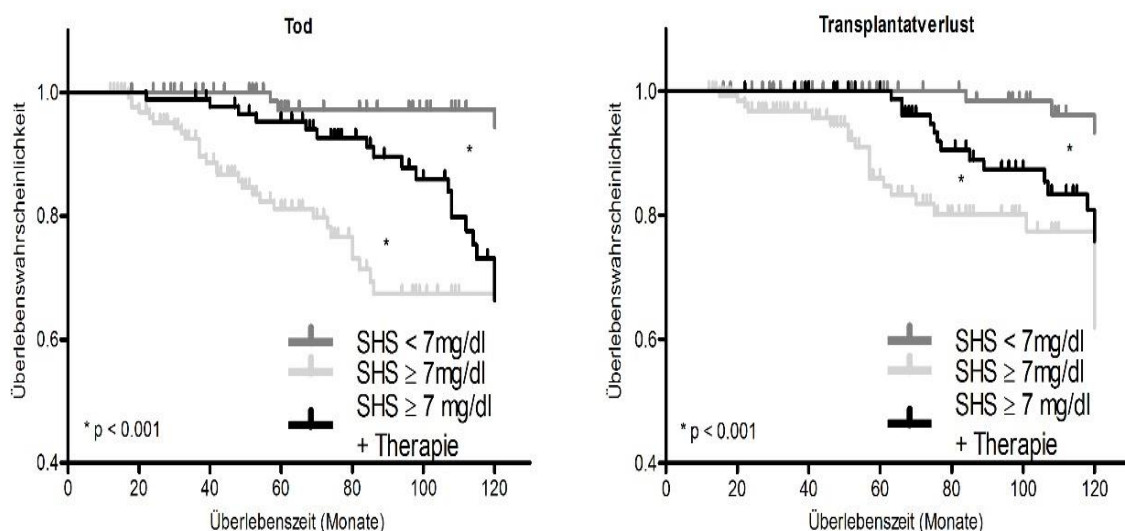 Tod
Überlebenswahrscheinlichkeit
1.0
0.8
0.6
0.4
SHS < 7mg/dl
SHS ≥ 7mg/dl
SHS ≥ 7 mg/dl
+ Therapie
*
*
* p < 0.001
0 20 40 60 80 100 120
Überlebenszeit (Monate)
Transplantatverlust
Überlebenswahrscheinlichkeit
1.0
0.8
0.6
0.4
SHS < 7mg/dl
SHS ≥ 7mg/dl
SHS ≥ 7 mg/dl
+ Therapie
*
*
* p < 0.001
0 20 40 60 80 100 120
Überlebenszeit (Monate)